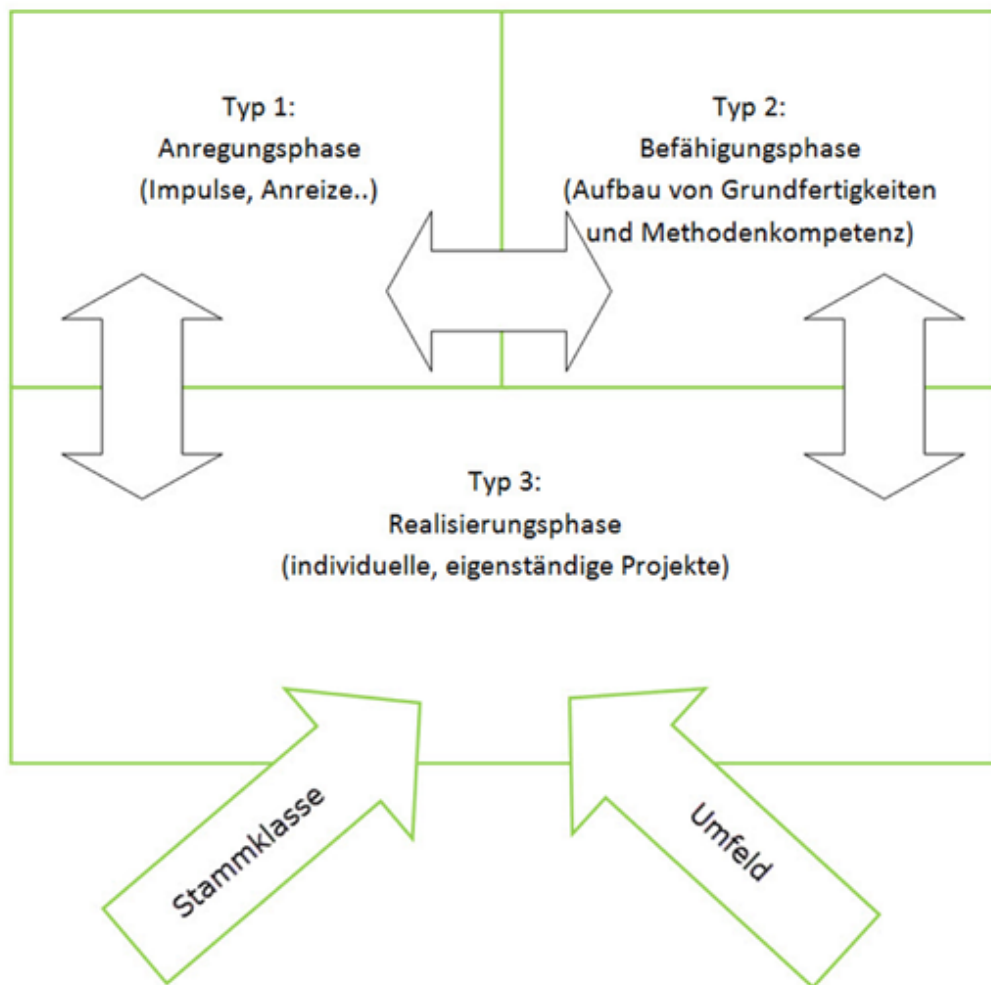 Typ 1:
Anregungsphase
(Impulse, Anreize..)
Typ 2:
Befähigungsphase
(Aufbau von Grundfertigkeiten
und Methodenkompetenz)
Typ 3:
Realisierungsphase
(individuelle, eigenständige Projekte)
Stammklasse
Umfeld